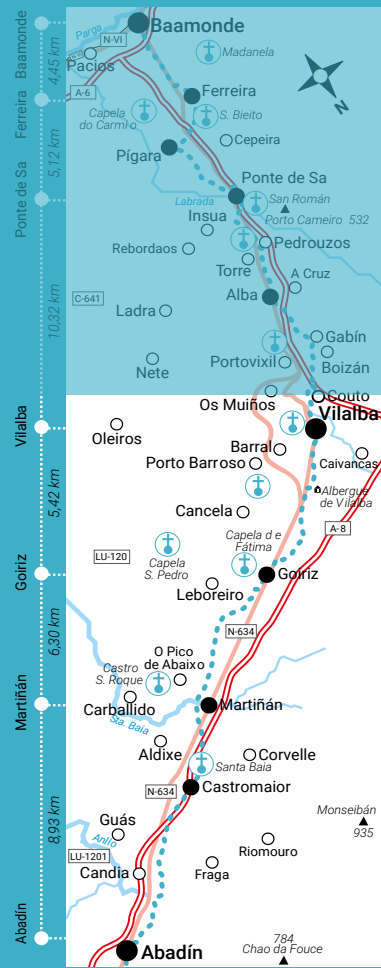 Baamonde
4,45 km
Ferreira
5,12 km
Ponte de Sa
10,32 km
Vilalba
5,42 km
Goiriz
6,30 km
Martiñán
8,93 km
Abadín
Parga
Baamonde
N-VI
Madanela
Pacios
A-6
Ferreira
Capela
do Carmio
S. Bieito
Cepeira
Pígara
N
Ponte de Sa
Labrada
San Román
Porto Carneiro 532
Insua
Rebordaos
Pedrouzos
Torre
A Cruz
C-641
Alba
Ladra
Gabín
Boizán
Portovixil
Nete
Os Muiños
Couto
Vilalba
Oleiros
Barral
Caivancas
Porto Barroso
Albergue
de Vilalba
Cancela
A-8
Capela
S. Pedro
Capela d e
Fátima
LU-120
Goiriz
Leboreiro
N-634
O Pico
de Abaixo
Castro
S. Roque
Carballido
Martiñán
Sta. Baia
Aldixe
Corvelle
Santa Baia
Castromaior
N-634
Monseibán
935
Guás
Anllo
Riomouro
LU-1201
Candia
Fraga
Abadín
784
Chao da Fouce